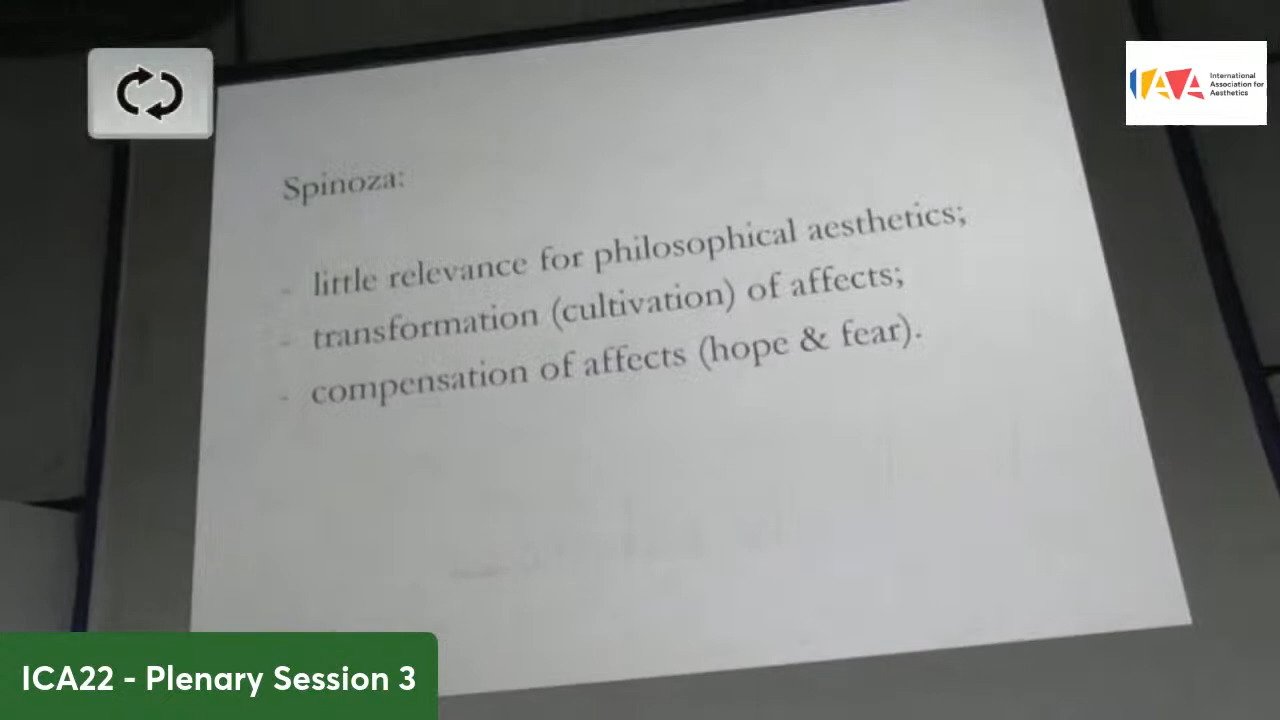 International
Association for
Aesthetics
Spinoza:
- little relevance for philosophical aesthetics;
- transformation (cultivation) of affects;
- compensation of affects (hope & fear).
ICA22 - Plenary Session 3